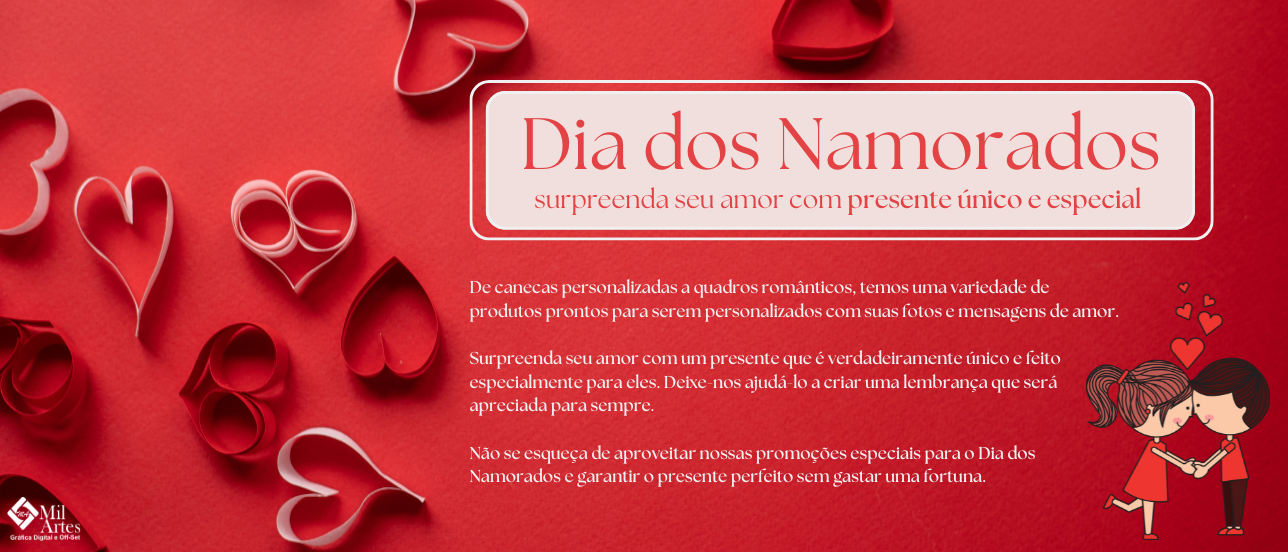 Dia dos Namorados
surpreenda seu amor com presente único e especial
De canecas personalizadas a quadros românticos, temos uma variedade de
produtos prontos para serem personalizados com suas fotos e mensagens de amor.
Surpreenda seu amor com um presente que é verdadeiramente único e feito
especialmente para eles. Deixe-nos ajudá-lo a criar uma lembrança que será
apreciada para sempre.
Não se esqueça de aproveitar nossas promoções especiais para o Dia dos
Namorados e garantir o presente perfeito sem gastar uma fortuna.
Mil
Artes
Gráfica Digital e Off-Set